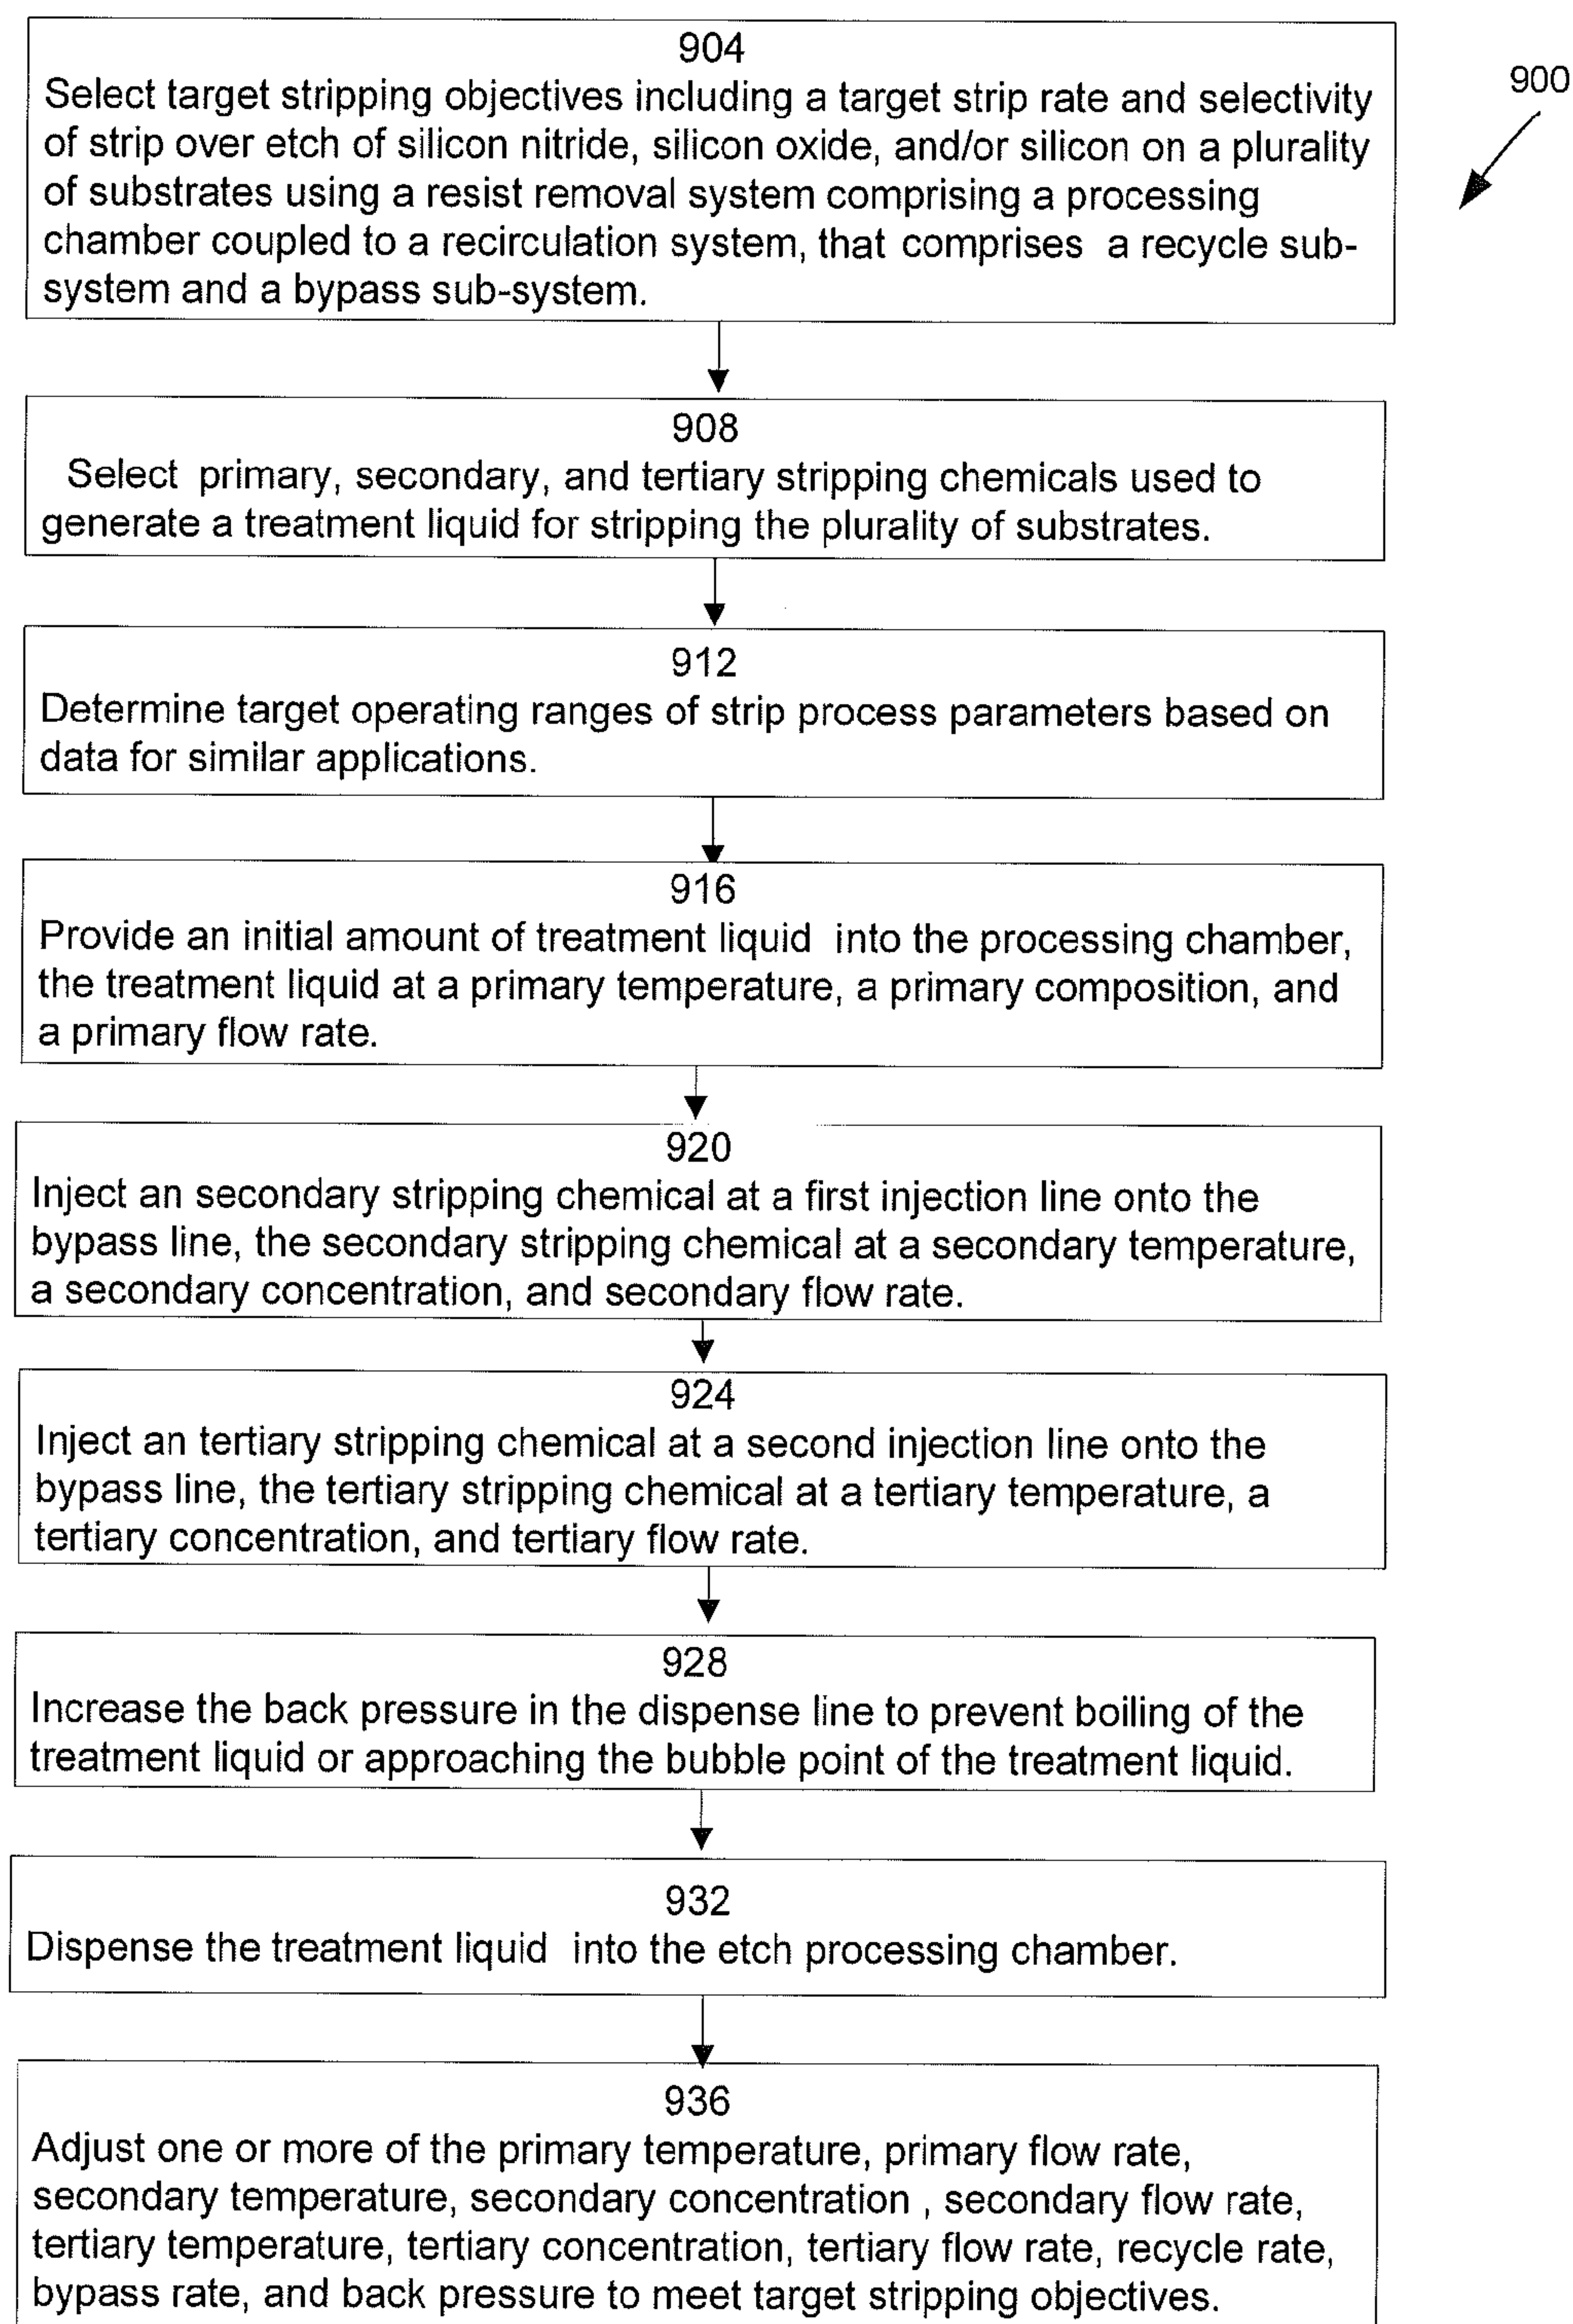 904
900
Select target stripping objectives including a target strip rate and selectivity
of strip over etch of silicon nitride, silicon oxide, and/or silicon on a plurality
of substrates using a resist removal system comprising a processing
chamber coupled to a recirculation system, that comprises a recycle sub-
system and a bypass sub-system.
908
Select primary, secondary, and tertiary stripping chemicals used to
generate a treatment liquid for stripping the plurality of substrates.
912
Determine target operating ranges of strip process parameters based on
data for similar applications.
916
Provide an initial amount of treatment liquid into the processing chamber,
the treatment liquid at a primary temperature, a primary composition, and
a primary flow rate.
920
Inject an secondary stripping chemical at a first injection line onto the
bypass line, the secondary stripping chemical at a secondary temperature,
a secondary concentration, and secondary flow rate.
924
Inject an tertiary stripping chemical at a second injection line onto the
bypass line, the tertiary stripping chemical at a tertiary temperature, a
tertiary concentration, and tertiary flow rate.
928
Increase the back pressure in the dispense line to prevent boiling of the
treatment liquid or approaching the bubble point of the treatment liquid.
932
Dispense the treatment liquid into the etch processing chamber.
936
Adjust one or more of the primary temperature, primary flow rate,
secondary temperature, secondary concentration , secondary flow rate,
tertiary temperature, tertiary concentration, tertiary flow rate, recycle rate,
bypass rate, and back pressure to meet target stripping objectives.